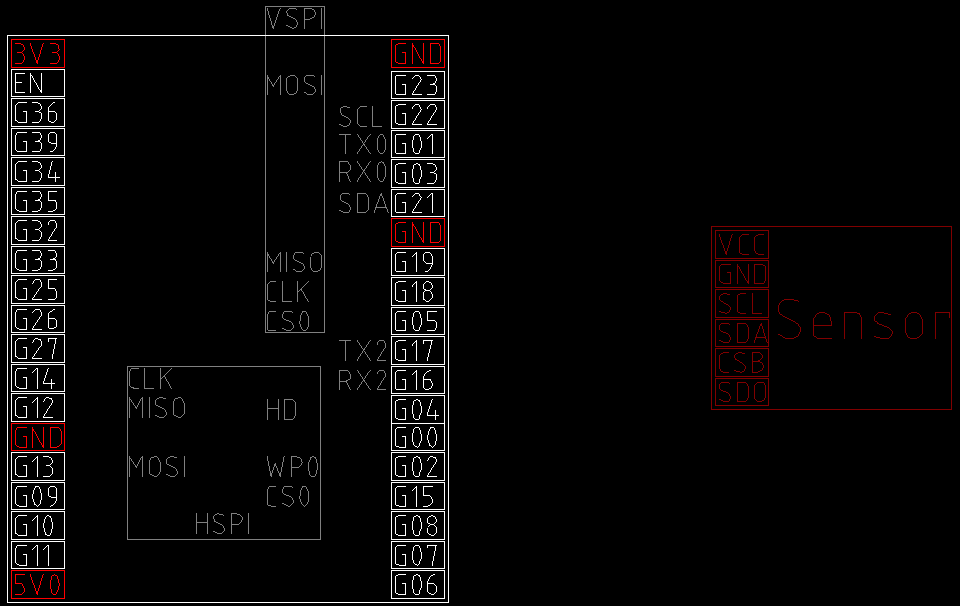 VSPI
3V3 GND
EN MOSI G23
G36 SCL G22
G39 TX0 G01
G34 RX0 G03
G35 SDA G21
G32 GND
G33 MISO G19
G25 CLK G18
G26 CS0 G05
G27 TX2 G17
G14 CLK RX2 G16
G12 MISO HD G04
GND G00
G13 MOSI WP0 G02
G09 CS0 G15
G10 HSPI G08
G11 G07
5V0 G06
VCC
GND
SCL
SDA
CSB
SDO
Sensor